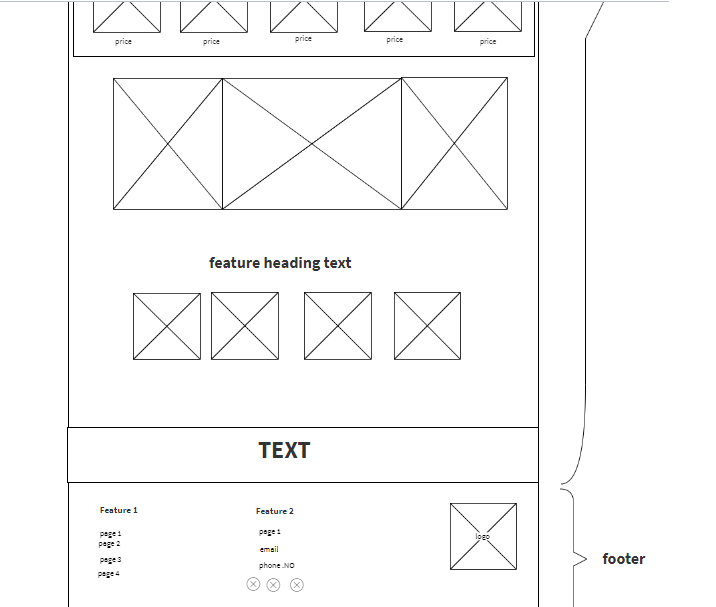 price price price price price
feature heading text
TEXT
Feature 1 Feature 2
page 1 page 1
page 2
email
page 3
phone .NO
page 4
logo
footer